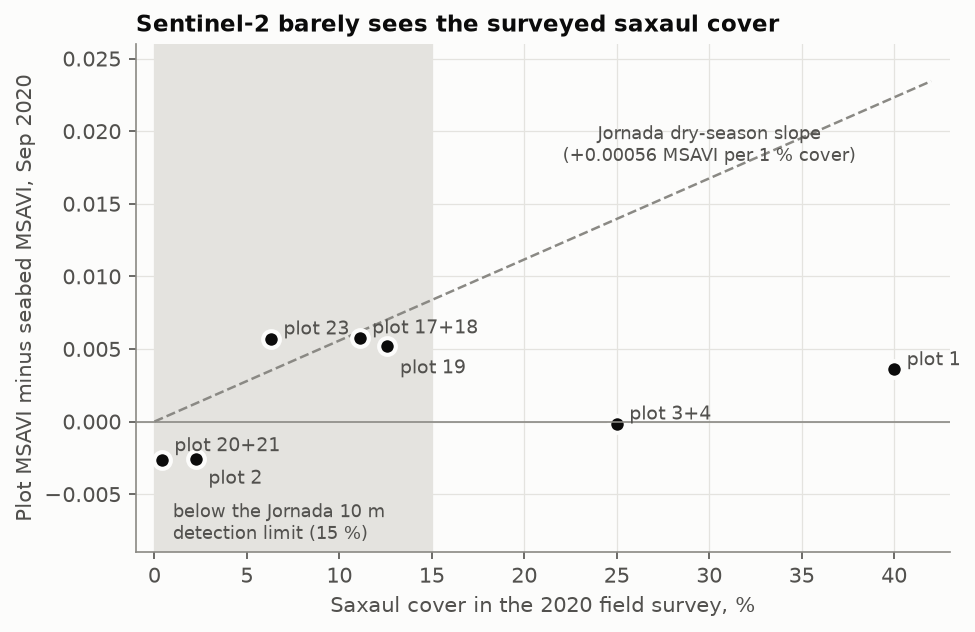 Sentinel-2 barely sees the surveyed saxaul cover
Plot MSAVI minus seabed MSAVI, Sep 2020
0.025
0.020
0.015
0.010
0.005
0.000
−0.005
Jornada dry-season slope
(+0.00056 MSAVI per 1 % cover)
plot 23
plot 17+18
plot 19
plot 1
plot 3+4
plot 20+21
plot 2
below the Jornada 10 m
detection limit (15 %)
0
5
10
15
20
25
30
35
40
Saxaul cover in the 2020 field survey, %